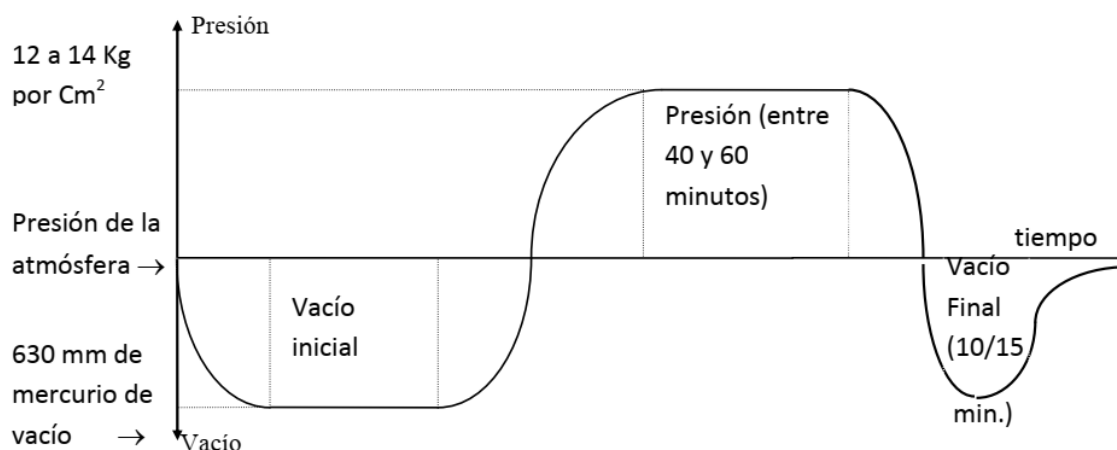 Presión
12 a 14 Kg
por Cm²
Presión (entre
40 y 60
minutos)
Presión de la
atmósfera →
tiempo
Vacío
Final
(10/15
min.)
Vacío
inicial
630 mm de
mercurio de
vacío →
Vacío